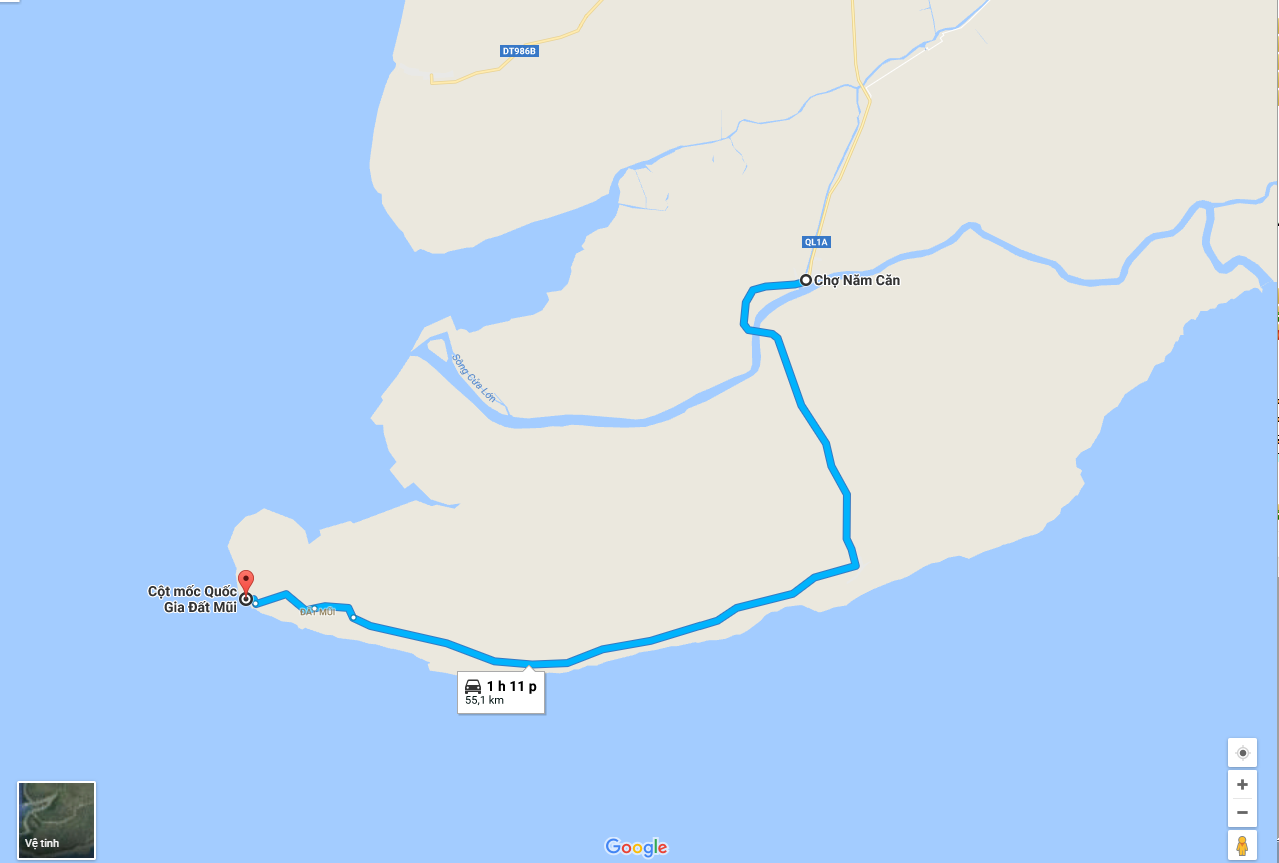 DT986B
QL1A
Chợ Năm Căn
Sông Cửa Lớn
Cột mốc Quốc
Gia Đất Mũi
ĐẤT MŨI
1 h 11 p
55,1 km
Vệ tinh
Google